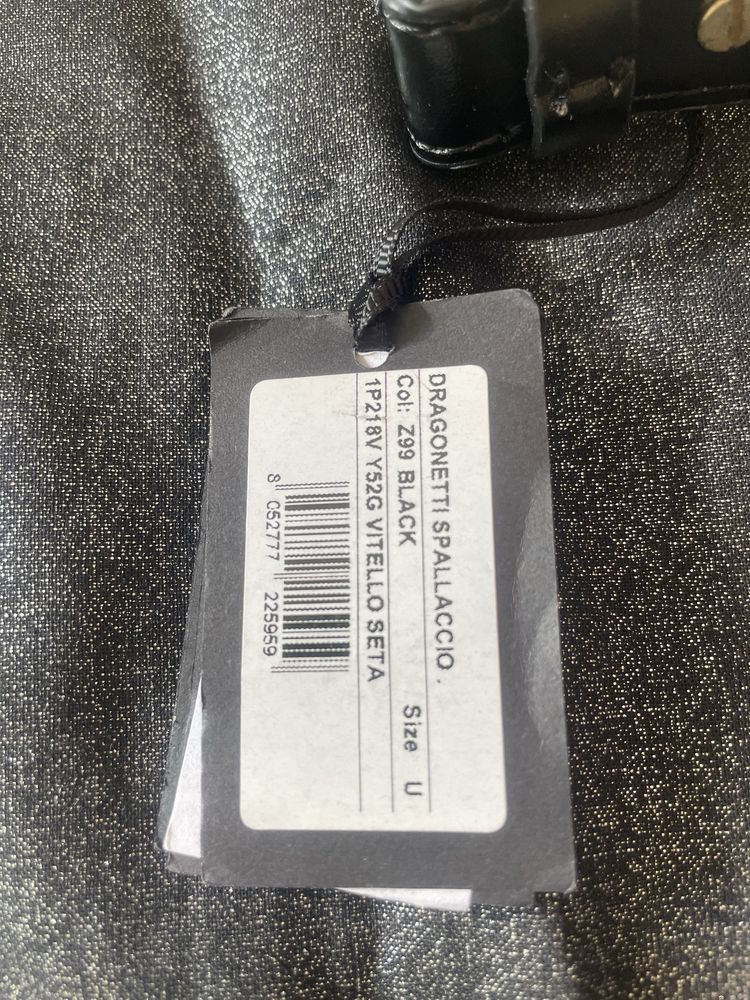 DRAGONETTI SPALLACCIO .
Col: Z99 BLACK Size U
1P218V Y52G VITELLO SETA
8 052777 225959